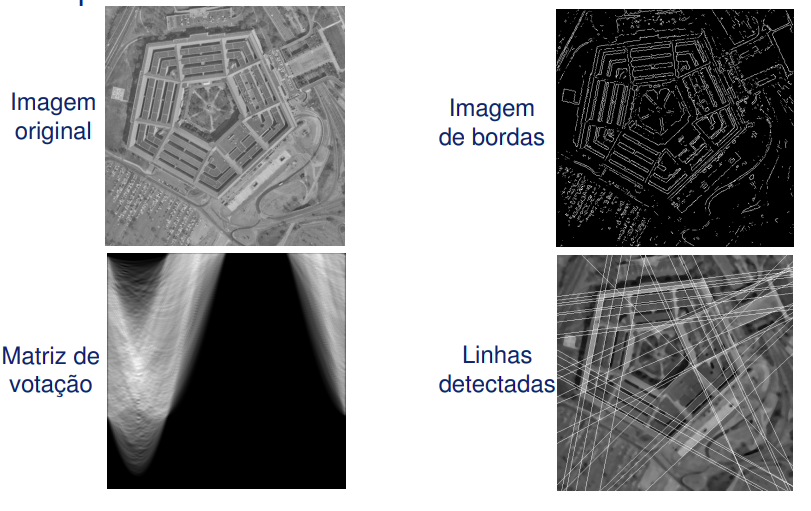 Imagem
original
Imagem
de bordas
Matriz de
votação
Linhas
detectadas